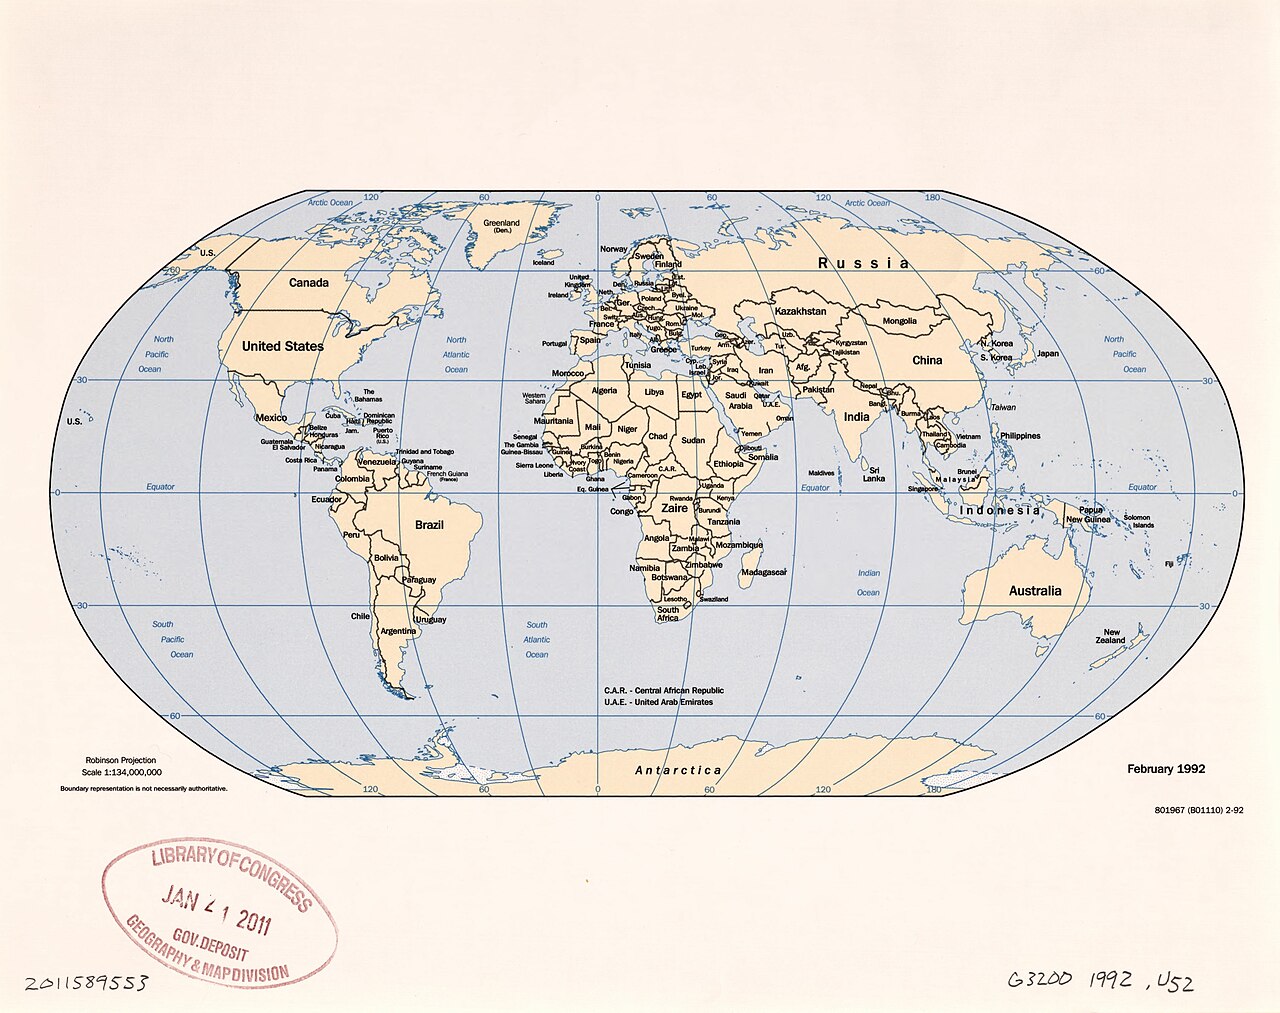 120
60
0
60
120
180
Arctic Ocean
Arctic Ocean
Greenland
(Den.)
U.S.
Iceland
Norway
Sweden
Finland
Russia
60
60
Canada
United
Kingdom
Ireland
Den.
Russia
Est.
Neth.
Bel.
Ger.
Poland
Byel.
Ukraine
Mol.
Switz.
Aus.
Hung.
Rom.
France
Italy
Yugo.
Bulg.
Portugal
Spain
Greece
Turkey
Geo.
Arm.
Azer.
Kazakhstan
Uzb.
Tur.
Kyrgyzstan
Tajikistan
Mongolia
N. Korea
S. Korea
Japan
China
United States
North
Pacific
Ocean
North
Atlantic
Ocean
North
Pacific
Ocean
30
30
Morocco
Tunisia
Cyp.
Leb.
Israel
Syria
Jor.
Iraq
Iran
Kuwait
Afg.
Pakistan
Nepal
Bhu.
Bang.
Burma
Laos
Taiwan
Western
Sahara
Algeria
Libya
Egypt
Saudi
Arabia
Qatar
U.A.E.
Oman
Yemen
India
Thailand
Vietnam
Cambodia
Philippines
U.S.
Mexico
The
Bahamas
Cuba
Haiti
Dominican
Republic
Jam.
Puerto
Rico
(U.S.)
Belize
Honduras
Guatemala
El Salvador
Nicaragua
Costa Rica
Panama
Trinidad and Tobago
Venezuela
Guyana
Suriname
French Guiana
(France)
Colombia
Mauritania
Mali
Niger
Chad
Sudan
Senegal
The Gambia
Guinea-Bissau
Guinea
Sierra Leone
Liberia
Ivory
Coast
Burkina
Ghana
Togo
Benin
Nigeria
Cameroon
C.A.R.
Eq. Guinea
Gabon
Congo
Djibouti
Ethiopia
Somalia
Uganda
Kenya
Rwanda
Burundi
Zaire
Tanzania
Maldives
Sri
Lanka
Brunei
Malaysia
Singapore
Indonesia
Papua
New Guinea
Solomon
Islands
Fiji
0
Equator
Equator
Equator
0
Ecuador
Peru
Brazil
Bolivia
Paraguay
Chile
Argentina
Uruguay
Angola
Zambia
Malawi
Mozambique
Zimbabwe
Namibia
Botswana
Madagascar
Lesotho
Swaziland
South
Africa
Indian
Ocean
Australia
New
Zealand
30
30
South
Pacific
Ocean
South
Atlantic
Ocean
C.A.R. - Central African Republic
U.A.E. - United Arab Emirates
60
60
Antarctica
120
60
0
60
120
180
Robinson Projection
Scale 1:134,000,000
Boundary representation is not necessarily authoritative.
February 1992
801967 (B01110) 2-92
LIBRARY OF CONGRESS
JAN 21 2011
GOV. DEPOSIT
GEOGRAPHY & MAP DIVISION
2011589553
G3200 1992 .U52